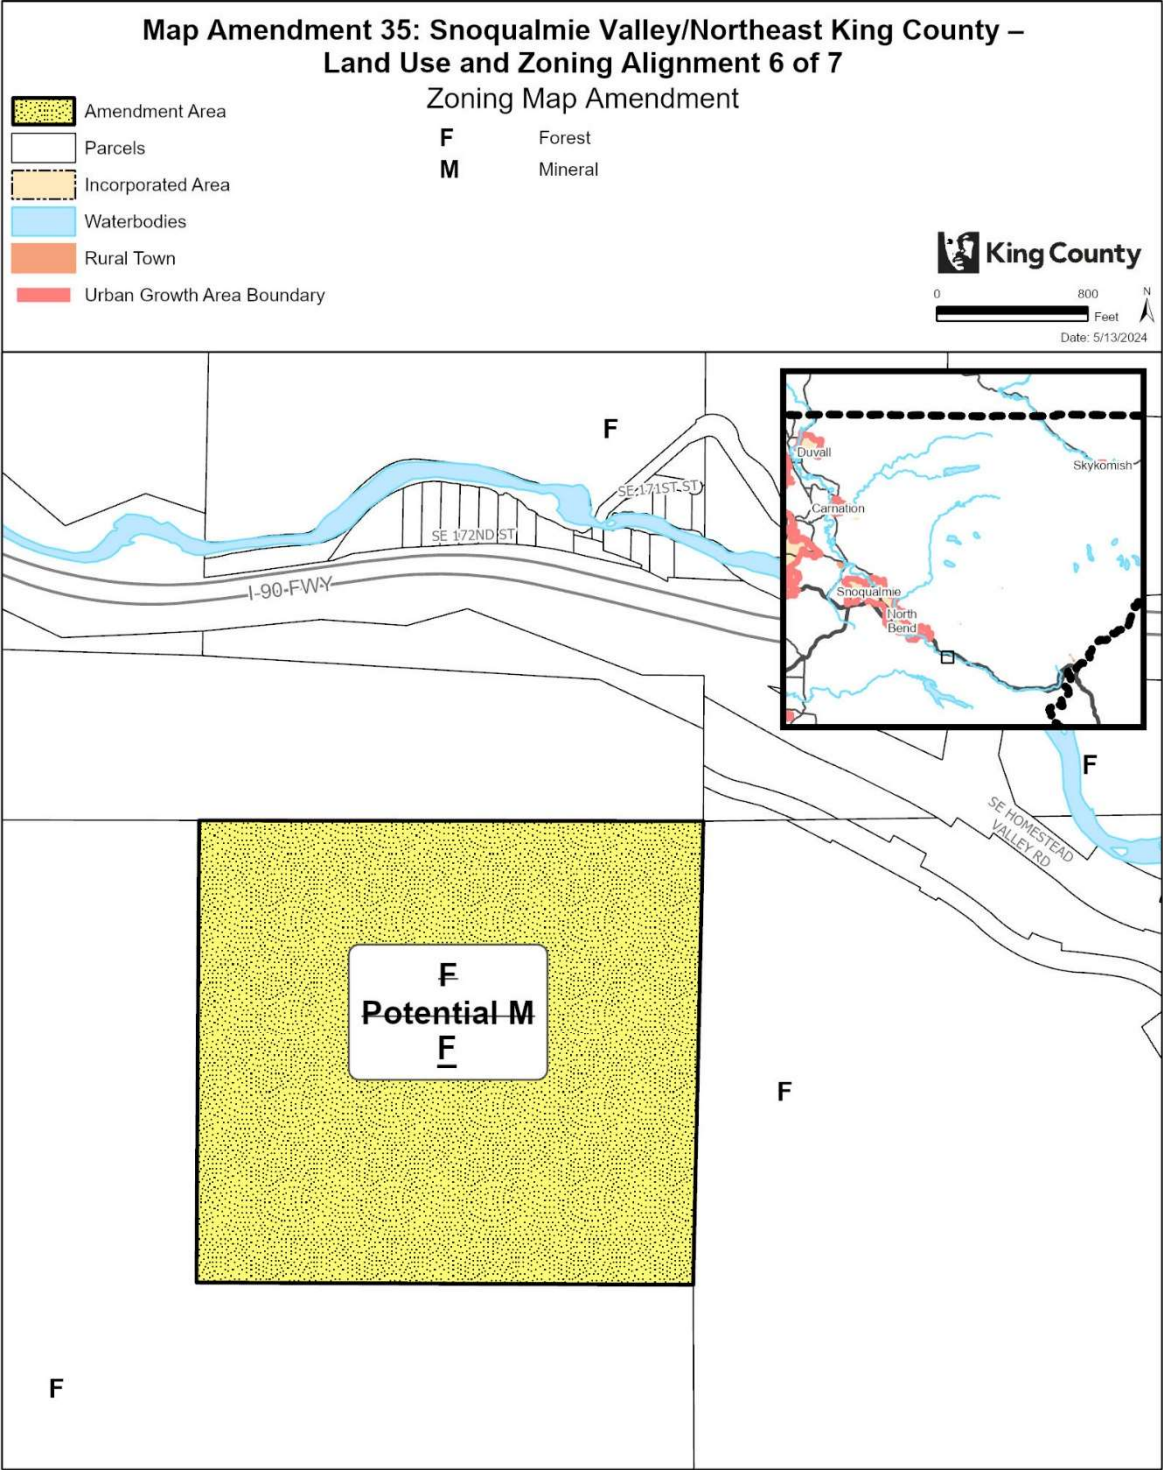 Map Amendment 35: Snoqualmie Valley/Northeast King County –
Land Use and Zoning Alignment 6 of 7
Zoning Map Amendment
Amendment Area
Parcels
Incorporated Area
Waterbodies
Rural Town
Urban Growth Area Boundary
F Forest
M Mineral
King County
0 800
Feet
N
Date: 5/13/2024
F
SE 171ST ST
SE 172ND ST
I-90 FWY
Duvall
Skykomish
Carnation
Snoqualmie
North
Bend
F
SE HOMESTEAD
VALLEY RD
F
Potential M
F
F
F